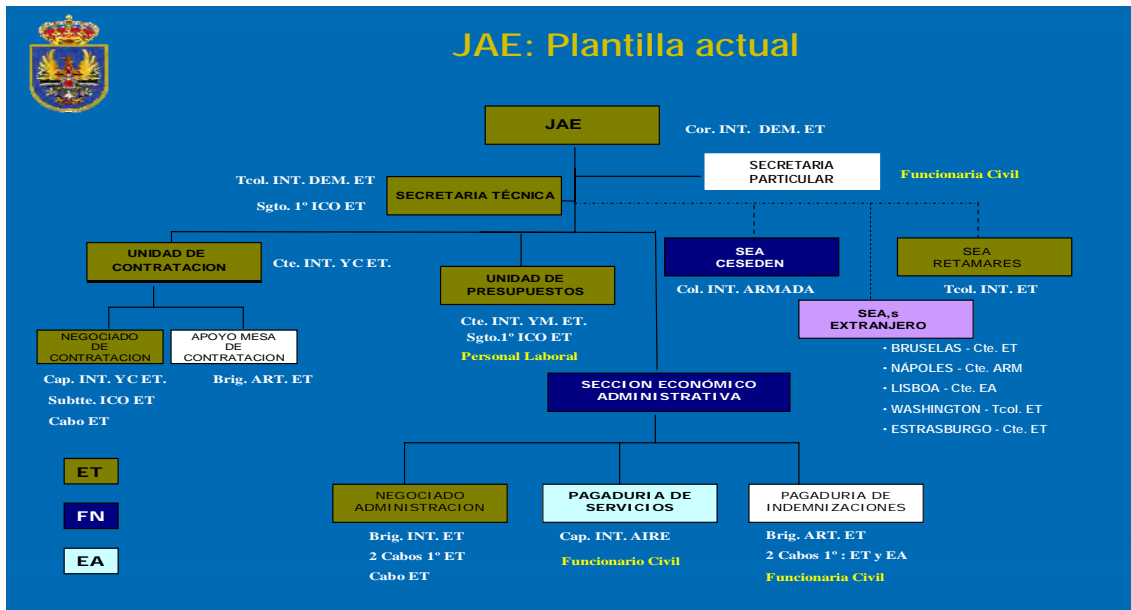 JAE: Plantilla actual
JAE
Cor. INT. DEM. ET
SECRETARIA
PARTICULAR
Funcionaria Civil
Tcol. INT. DEM. ET
Sgto. 1º ICO ET
SECRETARIA TÉCNICA
UNIDAD DE
CONTRATACION
Cte. INT. YC ET.
UNIDAD DE
PRESUPUESTOS
Cte. INT. YM. ET.
Sgto.1º ICO ET
Personal Laboral
SEA
CESEDEN
Col. INT. ARMADA
SEA
RETAMARES
Tcol. INT. ET
SEA,s
EXTRANJERO
• BRUSELAS - Cte. ET
• NÁPOLES - Cte. ARM
• LISBOA - Cte. EA
• WASHINGTON - Tcol. ET
• ESTRASBURGO - Cte. ET
NEGOCIADO
DE
CONTRATACION
Cap. INT. YC ET.
Subtte. ICO ET
Cabo ET
APOYO MESA
DE
CONTRATACION
Brig. ART. ET
SECCION ECONÓMICO
ADMINISTRATIVA
NEGOCIADO
ADMINISTRACION
Brig. INT. ET
2 Cabos 1º ET
Cabo ET
PAGADURIA DE
SERVICIOS
Cap. INT. AIRE
Funcionario Civil
PAGADURIA DE
INDEMNIZACIONES
Brig. ART. ET
2 Cabos 1º : ET y EA
Funcionaria Civil
ET
FN
EA